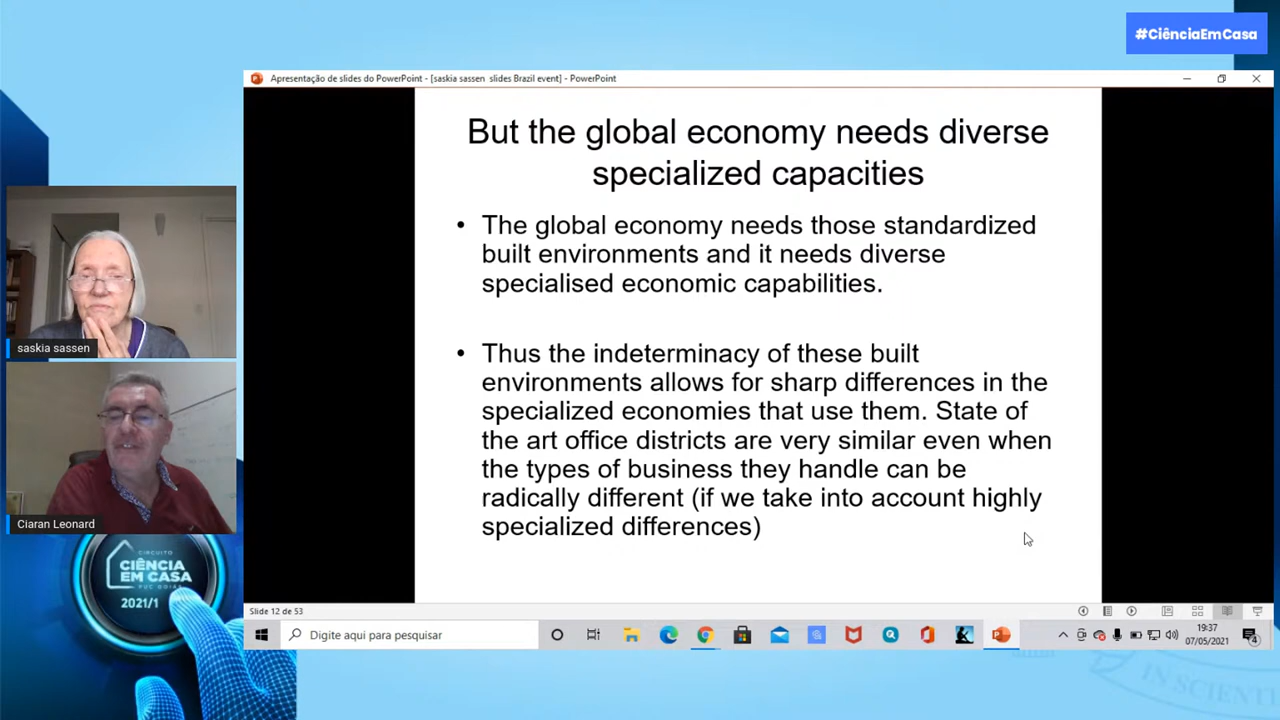 #CiênciaEmCasa
Apresentação de slides do PowerPoint - [saskia sassen slides Brazil event] - PowerPoint
But the global economy needs diverse
specialized capacities
• The global economy needs those standardized
built environments and it needs diverse
specialised economic capabilities.
• Thus the indeterminacy of these built
environments allows for sharp differences in the
specialized economies that use them. State of
the art office districts are very similar even when
the types of business they handle can be
radically different (if we take into account highly
specialized differences)
saskia sassen
Ciaran Leonard
CIRCUITO
CIÊNCIA
EM CASA
PUC GOIÁS
2021/1
Slide 12 de 53
Digite aqui para pesquisar
19:37
07/05/2021
4
IN SCIENTI